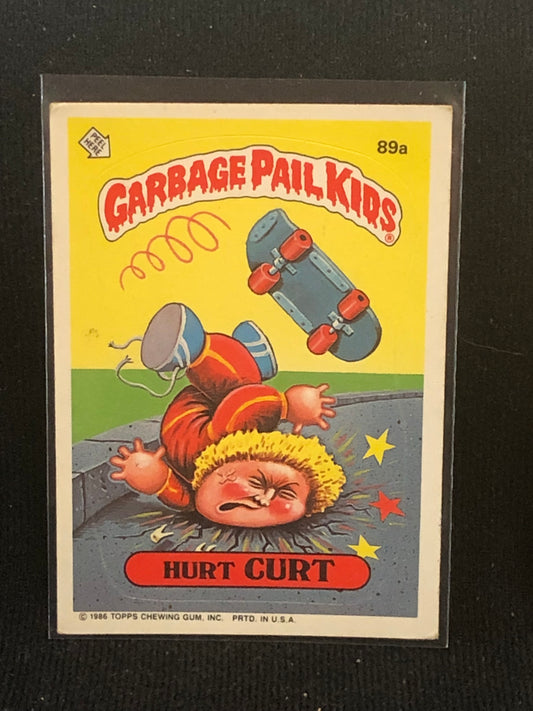 PEEL
HERE
89a
GARBAGE PAIL KIDS
®
HURT CURT
© 1986 TOPPS CHEWING GUM, INC. PRTD. IN U.S.A.